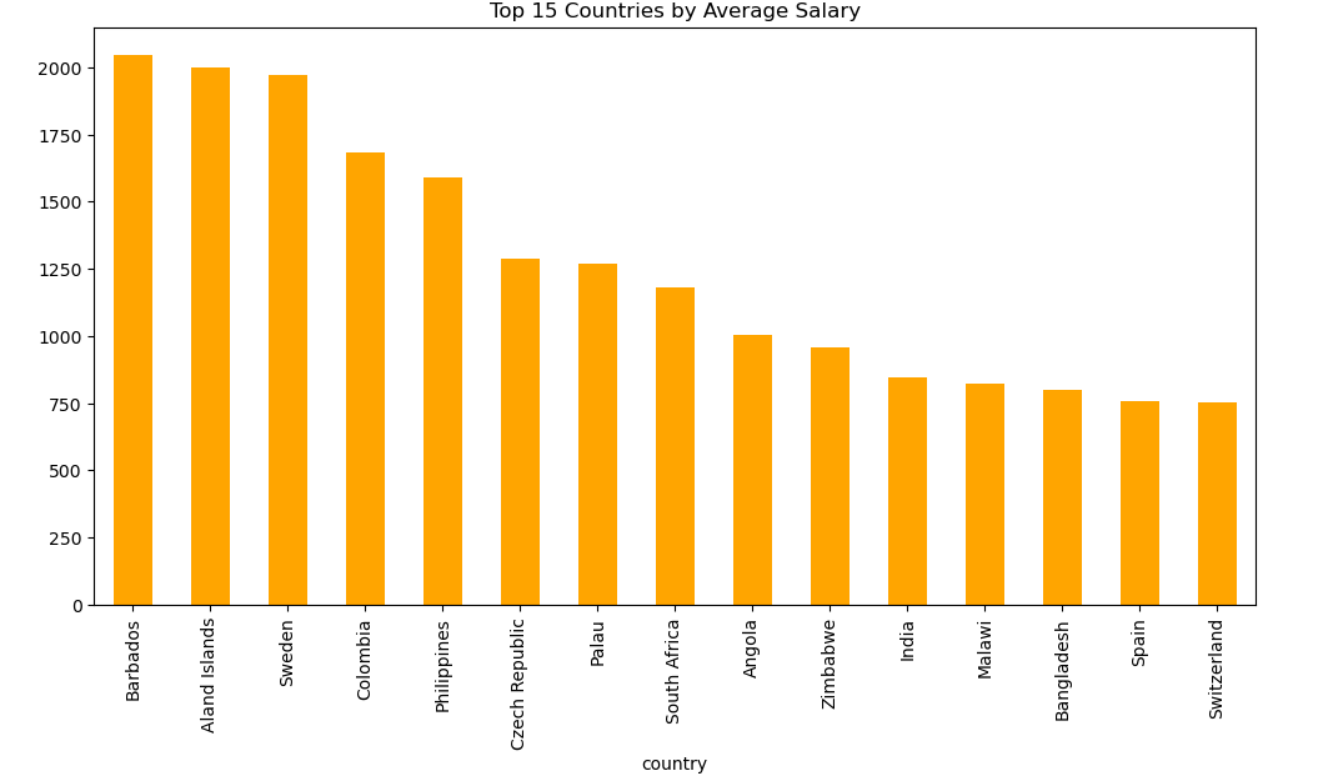 Top 15 Countries by Average Salary
2000
1750
1500
1250
1000
750
500
250
0
Barbados
Aland Islands
Sweden
Colombia
Philippines
Czech Republic
Palau
South Africa
Angola
Zimbabwe
India
Malawi
Bangladesh
Spain
Switzerland
country